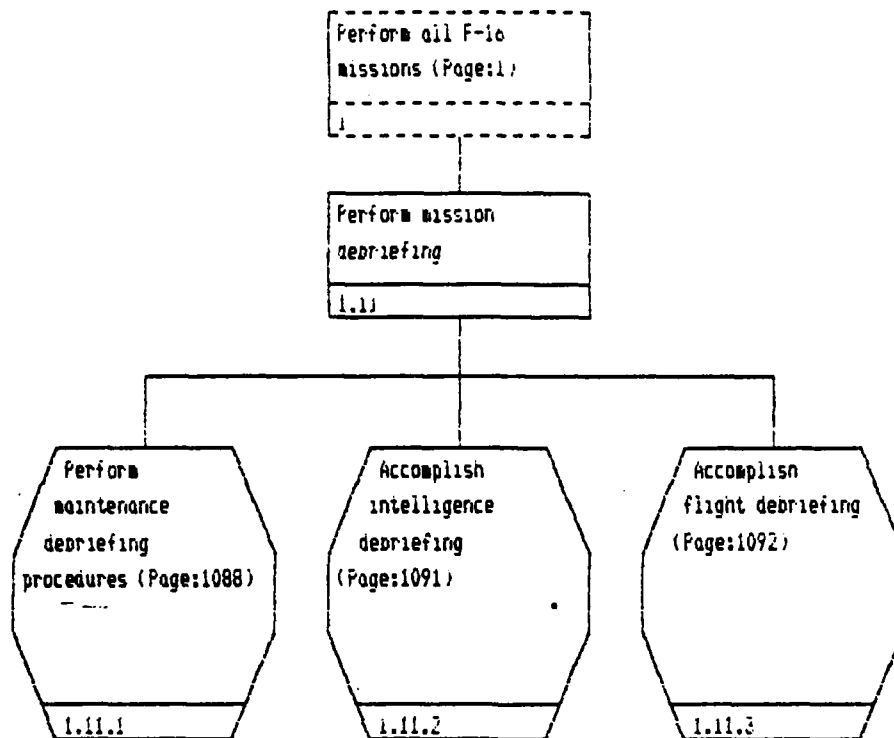 Perform all F-16
missions (Page:1)
1
Perform mission
debriefing
1.11
Perform
maintenance
debriefing
procedures (Page:1088)
1.11.1
Accomplish
intelligence
debriefing
(Page:1091)
1.11.2
Accomplish
flight debriefing
(Page:1092)
1.11.3